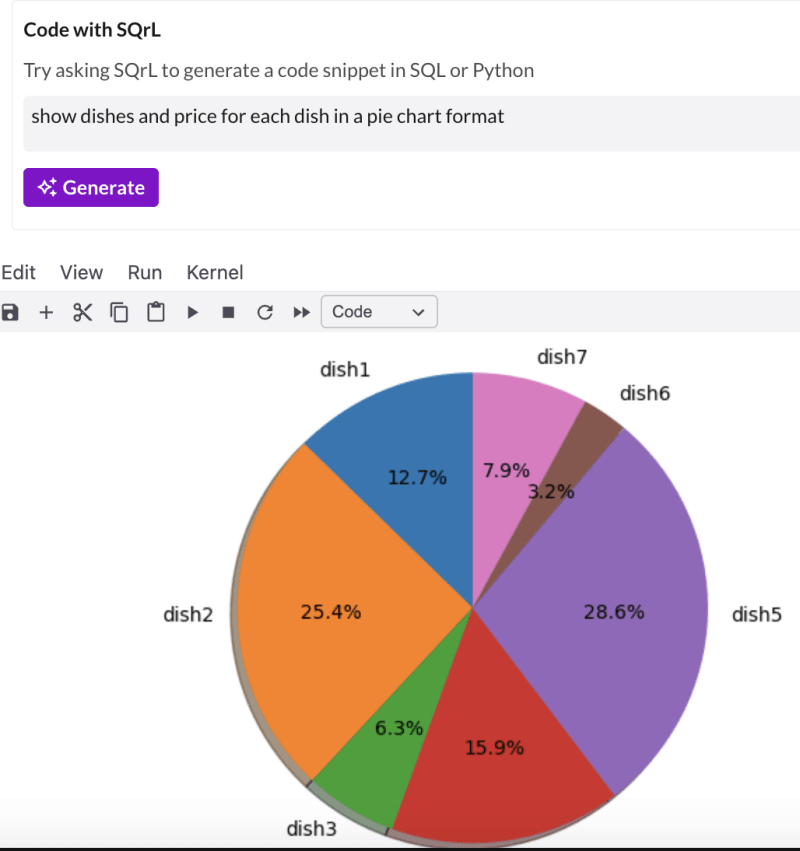 Code with SQrL
Try asking SQrL to generate a code snippet in SQL or Python
show dishes and price for each dish in a pie chart format
Generate
Edit View Run Kernel
Code
dish7
dish1
dish6
7.9%
12.7%
3.2%
dish2
25.4%
28.6%
dish5
6.3%
15.9%
dish3